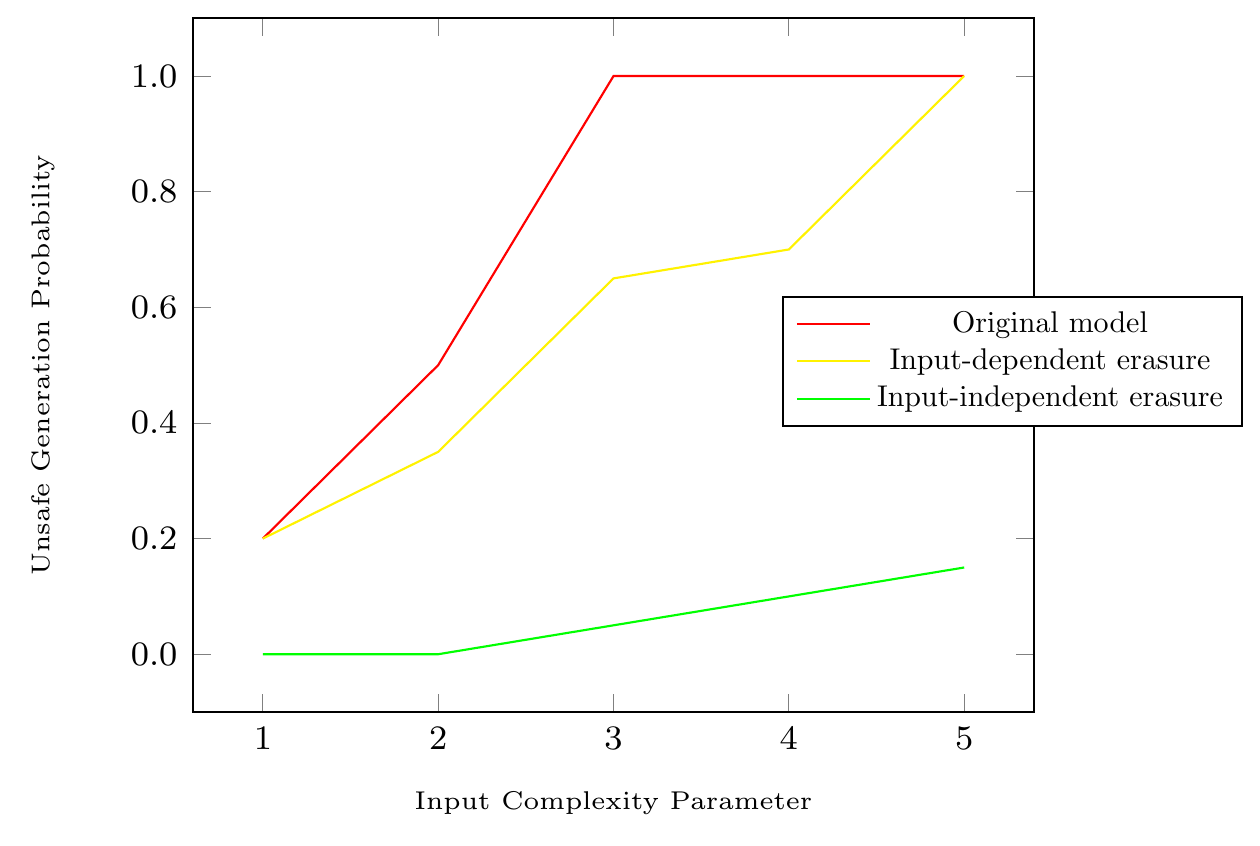 1.0
0.8
0.6
0.4
0.2
0.0
1 2 3 4 5
Unsafe Generation Probability
Input Complexity Parameter
Original model
Input-dependent erasure
Input-independent erasure